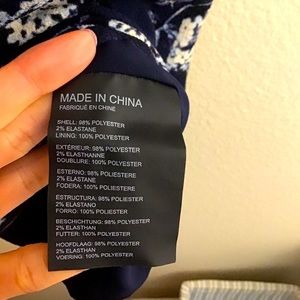 MADE IN CHINA
FABRIQUÉ EN CHINE
SHELL: 98% POLYESTER
2% ELASTANE
LINING: 100% POLYESTER
EXTÉRIEUR: 98% POLYESTER
2% ELASTHANNE
DOUBLURE: 100% POLYESTER
ESTERNO: 98% POLIESTERE
2% ELASTAN
FODERA: 100% POLIESTERE
ESTRUCTURA: 98% POLIESTER
2% ELASTANO
FORRO: 100% POLIESTER
BESCHICHTUNG: 98% POLYESTER
2% ELASTHAN
FUTTER: 100% POLYESTER
HOOFDLAAG: 98% POLYESTER
2% ELASTHAN
VOERING: 100% POLYESTER